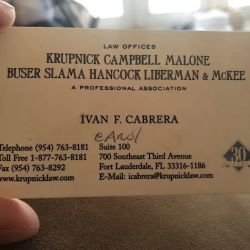 LAW OFFICES
KRUPNICK CAMPBELL MALONE
BUSER SLAMA HANCOCK LIBERMAN & McKEE
A PROFESSIONAL ASSOCIATION
IVAN F. CABRERA
CAROL
Telephone (954) 763-8181
Toll Free 1-877-763-8181
Fax (954) 763-8292
www.krupnicklaw.com
Suite 100
700 Southeast Third Avenue
Fort Lauderdale, FL 33316-1186
E-Mail: icabrera@krupnicklaw.com
30